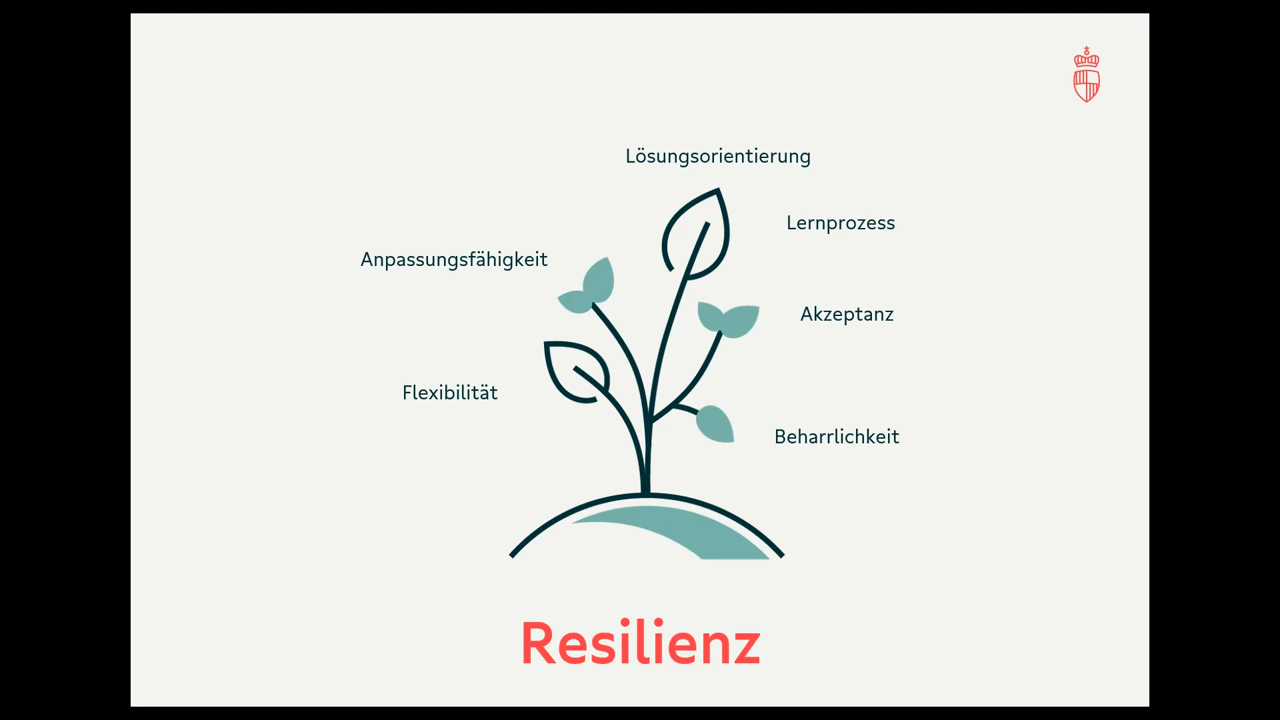 Lösungsorientierung
Lernprozess
Anpassungsfähigkeit
Akzeptanz
Flexibilität
Beharrlichkeit
Resilienz